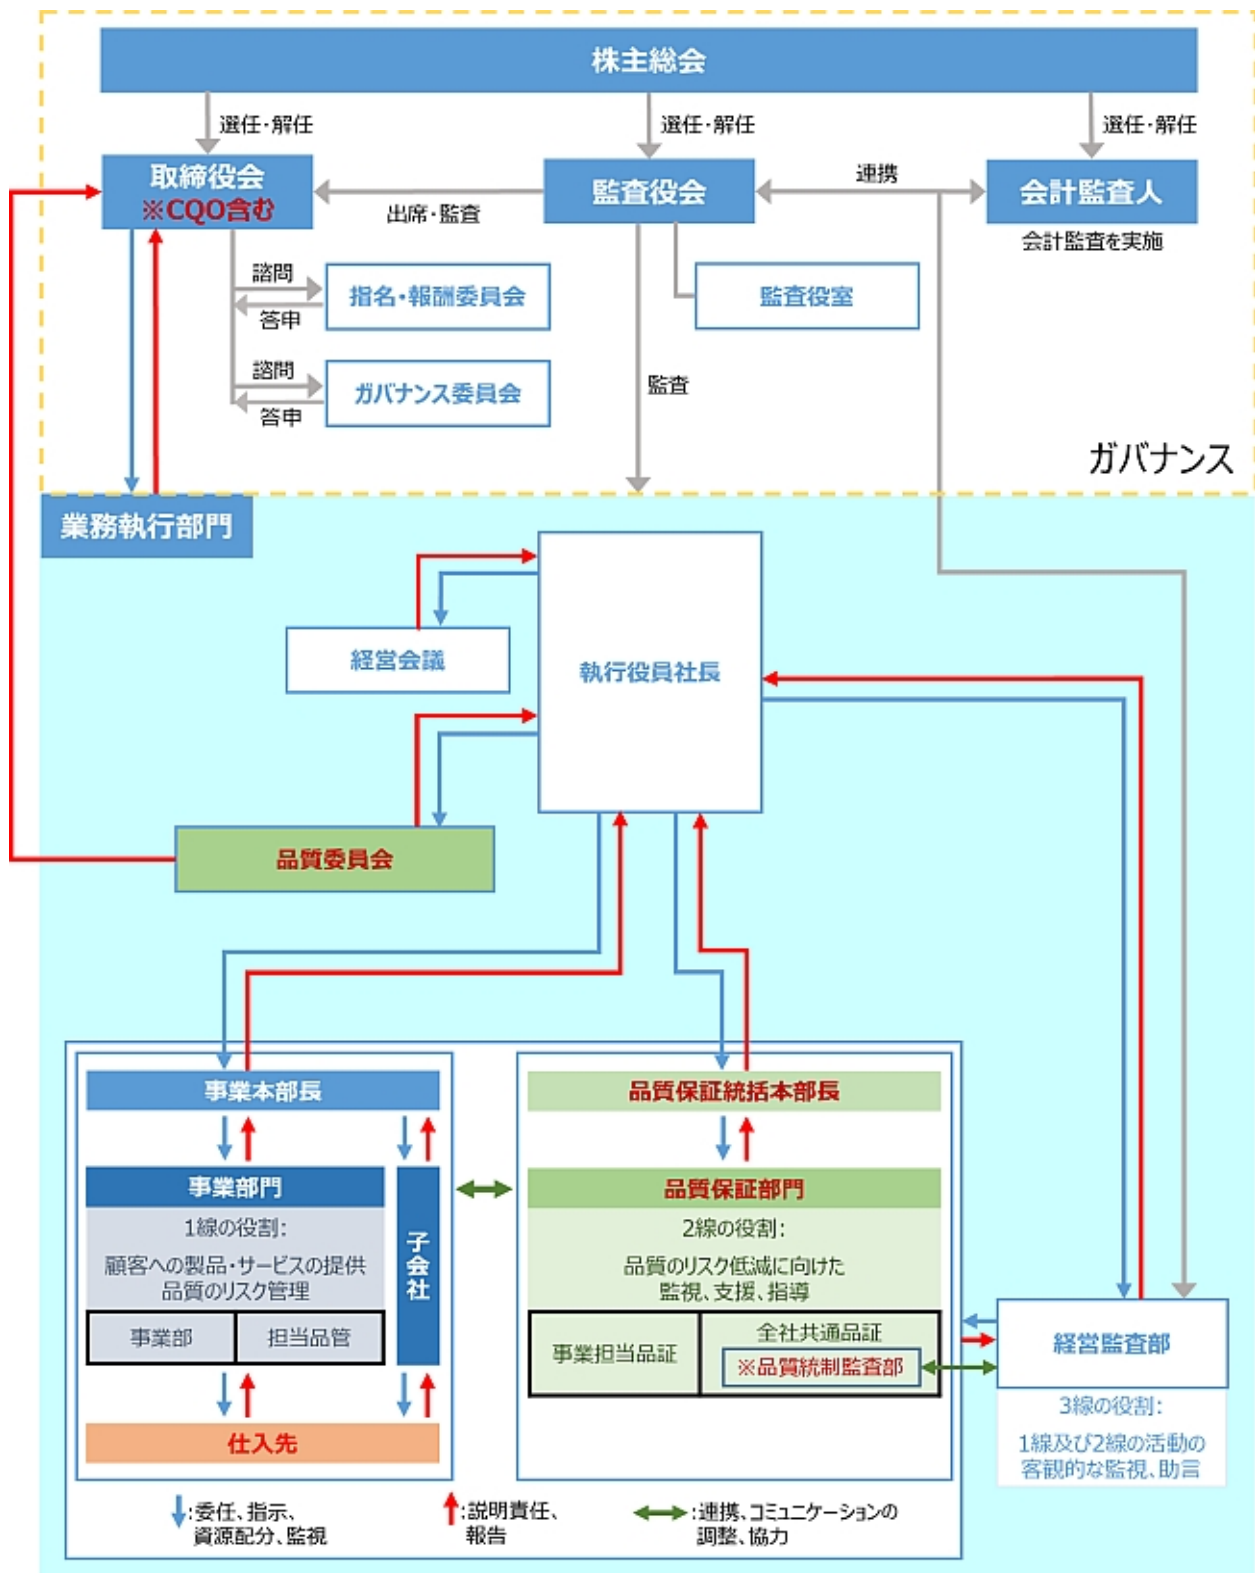 株主総会
選任・解任
選任・解任
選任・解任
取締役会
※CQO含む
監査役会
会計監査人
出席・監査
連携
会計監査を実施
諮問
答申
指名・報酬委員会
監査役室
諮問
答申
ガバナンス委員会
監査
ガバナンス
業務執行部門
経営会議
執行役員社長
品質委員会
事業本部長
品質保証統括本部長
事業部門
1線の役割:
顧客への製品・サービスの提供
品質のリスク管理
事業部
担当品管
子会社
仕入先
品質保証部門
2線の役割:
品質のリスク低減に向けた
監視、支援、指導
事業担当品証
全社共通品証
※品質統制監査部
経営監査部
3線の役割:
1線及び2線の活動の
客観的な監視、助言
:委任、指示、
資源配分、監視
:説明責任、
報告
:連携、コミュニケーションの
調整、協力